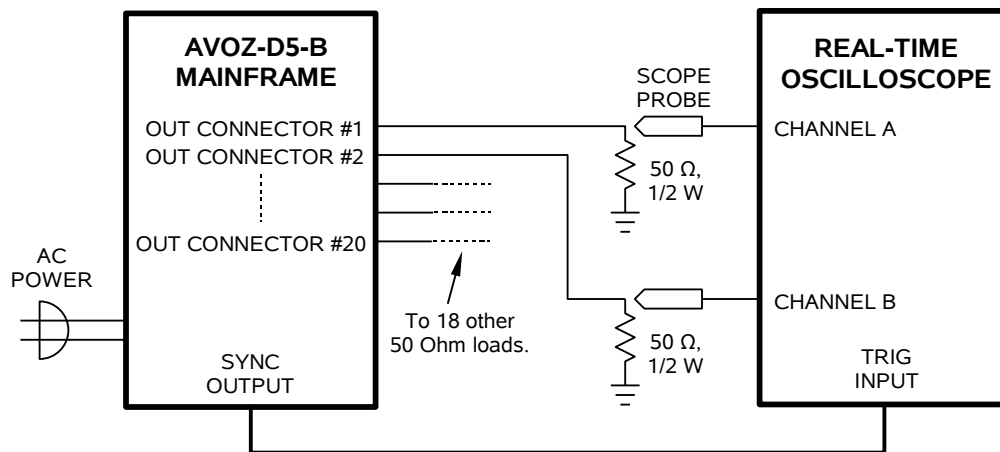 AVOZ-D5-B
MAINFRAME
OUT CONNECTOR #1
OUT CONNECTOR #2
OUT CONNECTOR #20
AC
POWER
SYNC
OUTPUT
To 18 other
50 Ohm loads.
SCOPE
PROBE
50 Ω,
1/2 W
50 Ω,
1/2 W
REAL-TIME
OSCILLOSCOPE
CHANNEL A
CHANNEL B
TRIG
INPUT